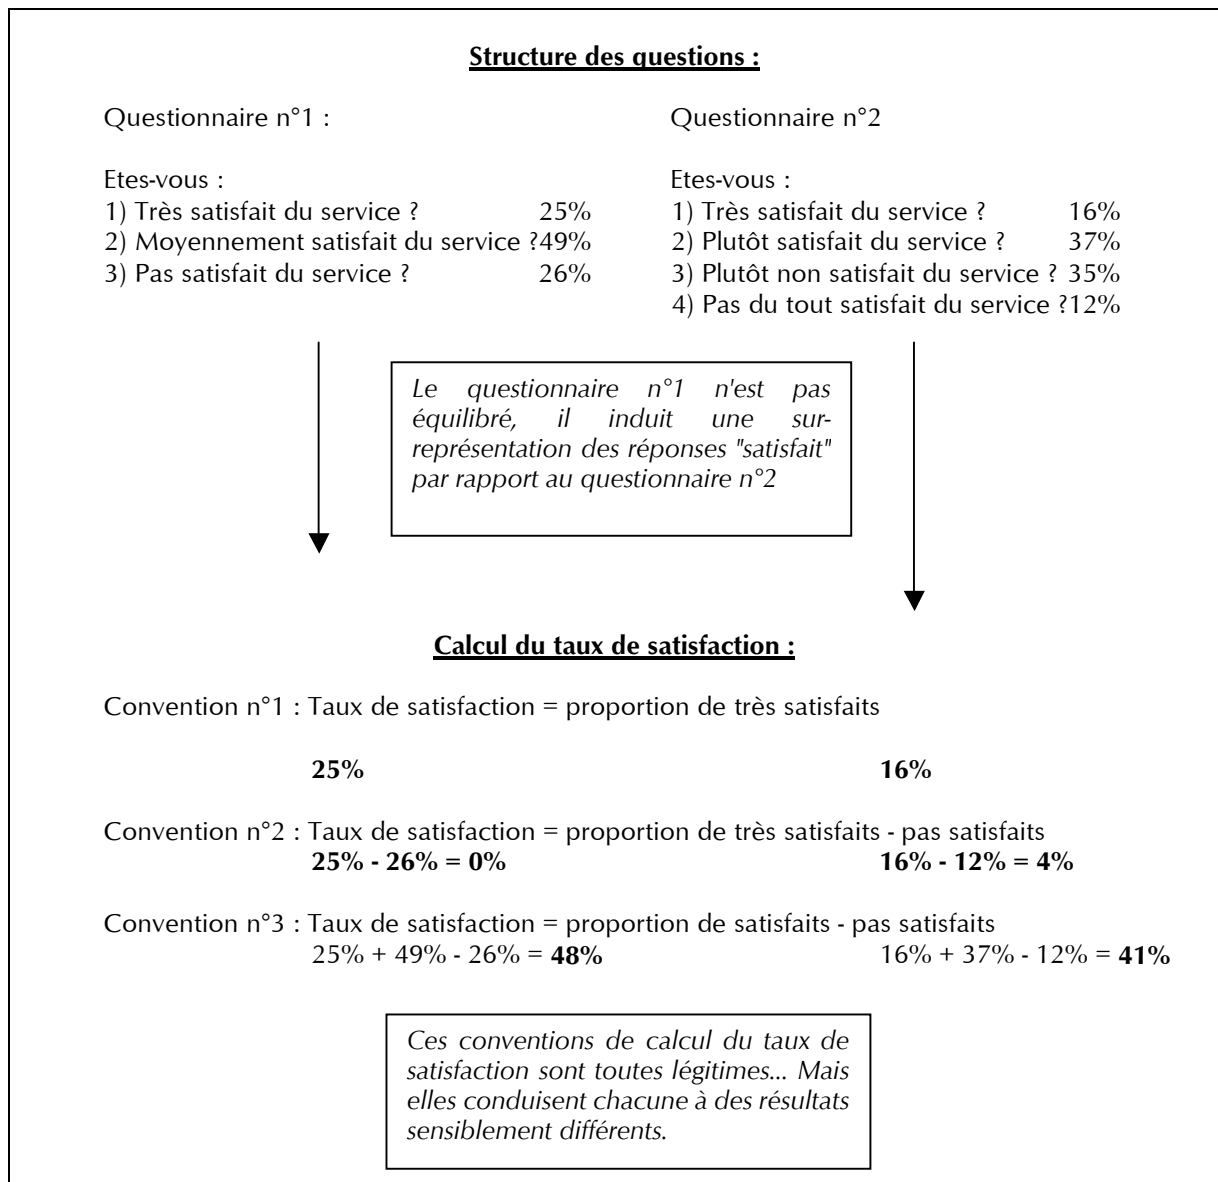 Structure des questions :
Questionnaire n°1 :
Etes-vous :
1) Très satisfait du service ? 25%
2) Moyennement satisfait du service ?49%
3) Pas satisfait du service ? 26%
Questionnaire n°2
Etes-vous :
1) Très satisfait du service ? 16%
2) Plutôt satisfait du service ? 37%
3) Plutôt non satisfait du service ? 35%
4) Pas du tout satisfait du service ?12%
Le questionnaire n°1 n'est pas
équilibré, il induit une sur-
représentation des réponses "satisfait"
par rapport au questionnaire n°2
Calcul du taux de satisfaction :
Convention n°1 : Taux de satisfaction = proportion de très satisfaits
25% 16%
Convention n°2 : Taux de satisfaction = proportion de très satisfaits - pas satisfaits
25% - 26% = 0% 16% - 12% = 4%
Convention n°3 : Taux de satisfaction = proportion de satisfaits - pas satisfaits
25% + 49% - 26% = 48% 16% + 37% - 12% = 41%
Ces conventions de calcul du taux de
satisfaction sont toutes légitimes... Mais
elles conduisent chacune à des résultats
sensiblement différents.